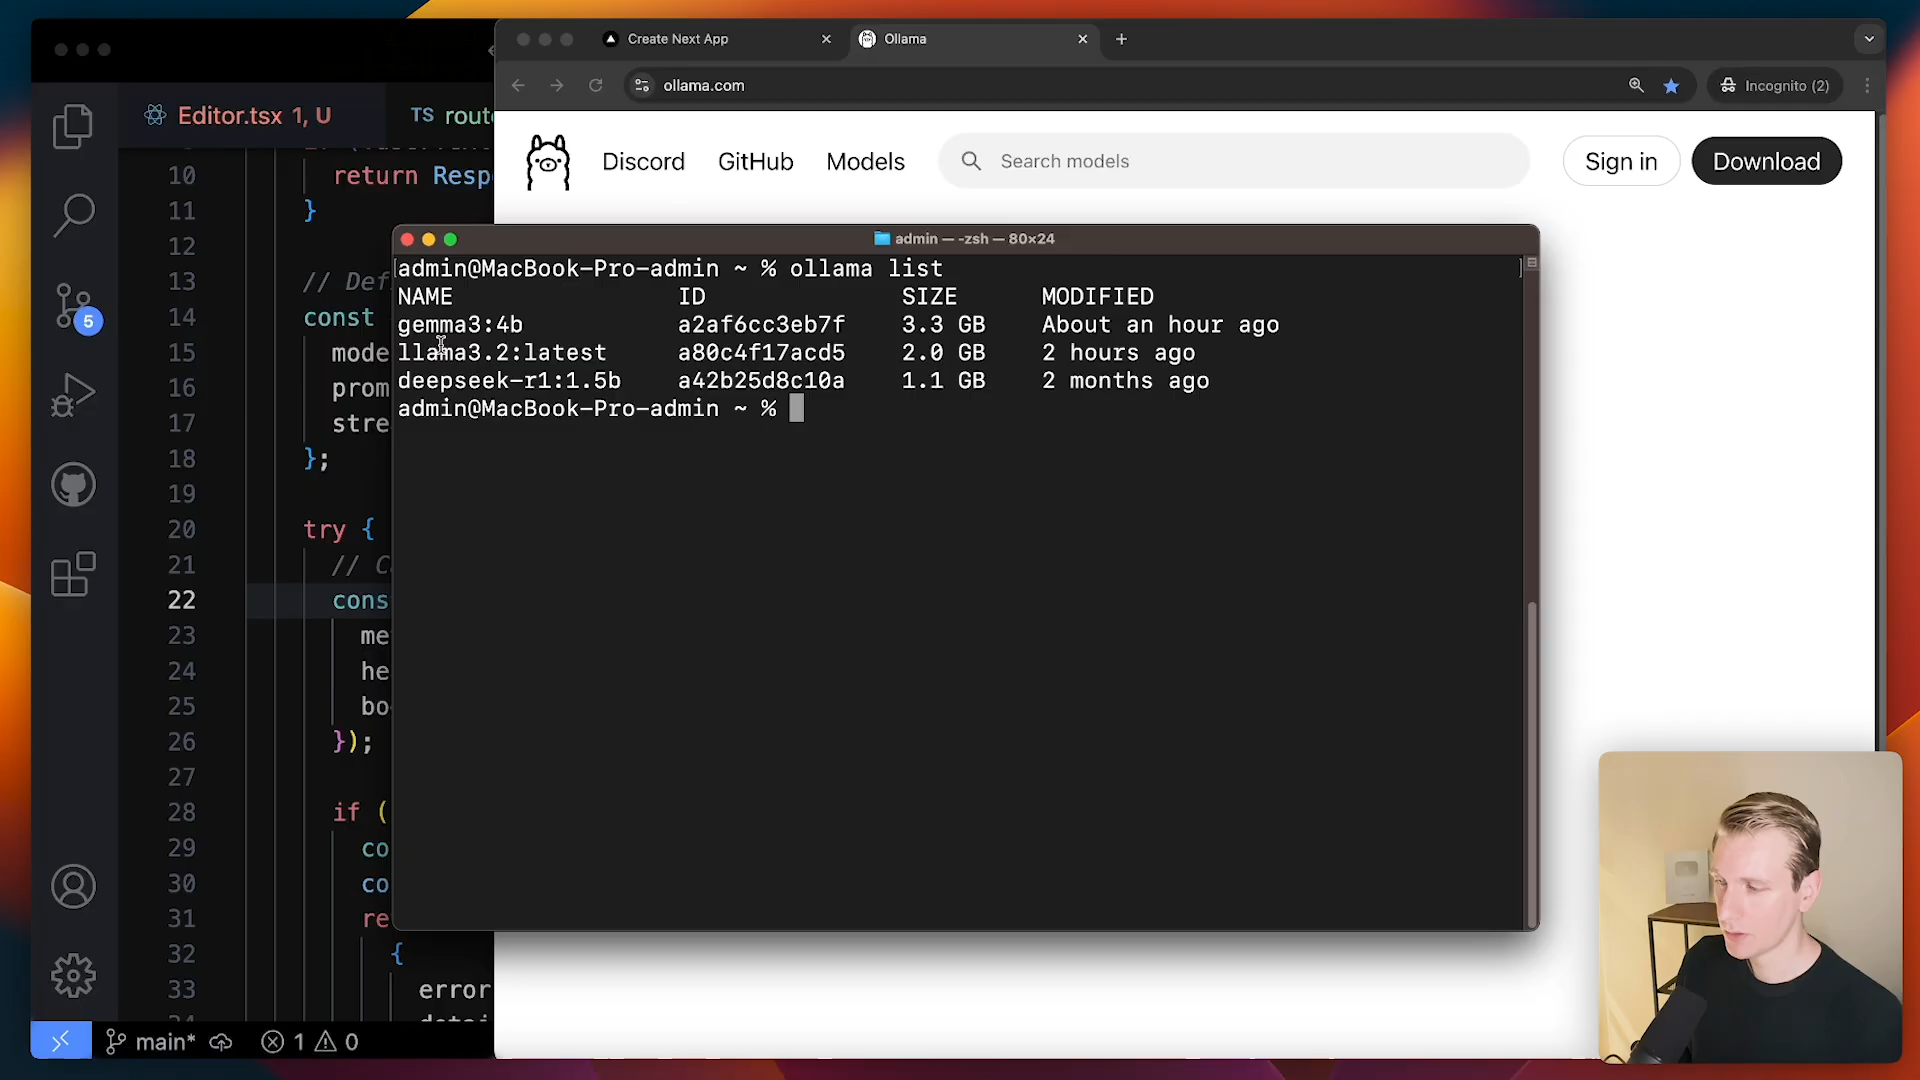 Create Next App
Ollama
ollama.com
Incognito (2)
Editor.tsx 1, U
TS rout
Discord
GitHub
Models
Search models
Sign in
Download
10 return Resp
11 }
12
13 // Def
14 const
15 mode
16 prom
17 stre
18 };
19
20 try {
21 // C
22 cons
23 me
24 he
25 bo
26 });
27
28 if (
29 co
30 co
31 re
32 {
33 error
admin — -zsh — 80×24
admin@MacBook-Pro-admin ~ % ollama list
NAME ID SIZE MODIFIED
gemma3:4b a2af6cc3eb7f 3.3 GB About an hour ago
llama3.2:latest a80c4f17acd5 2.0 GB 2 hours ago
deepseek-r1:1.5b a42b25d8c10a 1.1 GB 2 months ago
admin@MacBook-Pro-admin ~ %
5
main* 1 0